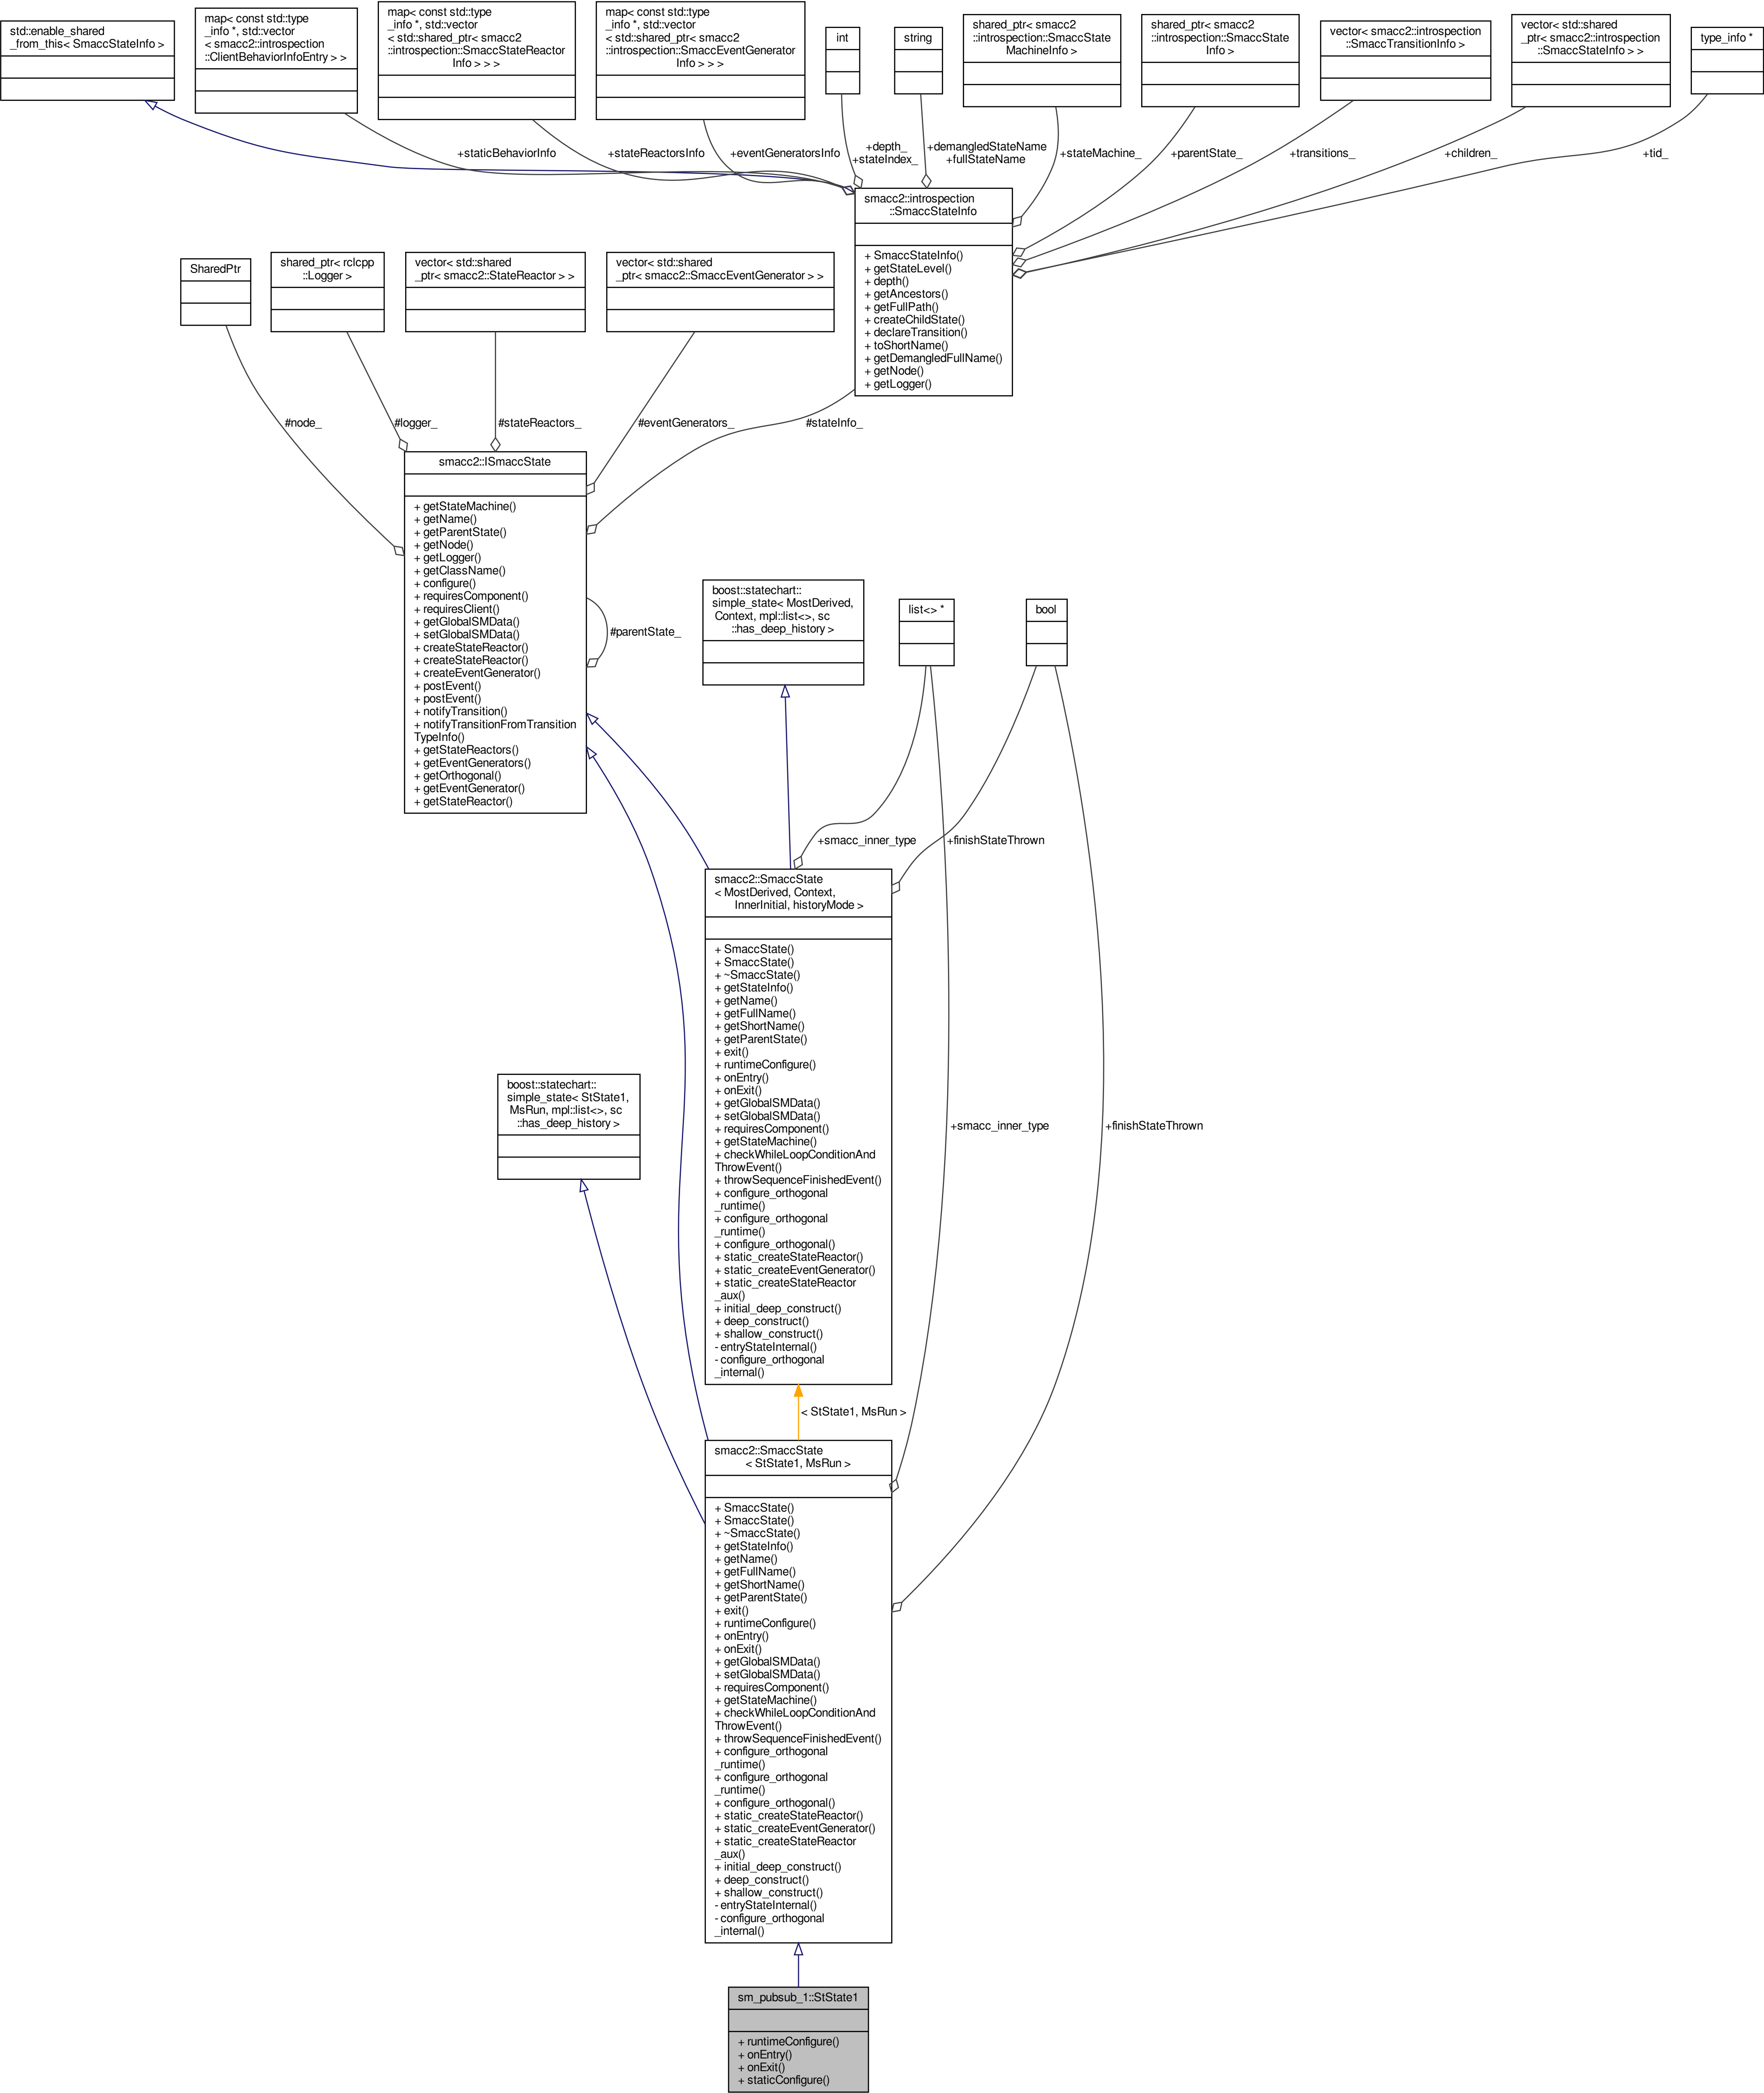 std::enable_shared
_from_this< SmaccStateInfo >
map< const std::type
_info *, std::vector
< smacc2::introspection
::ClientBehaviorInfoEntry > >
map< const std::type
_info *, std::vector
< std::shared_ptr< smacc2
::introspection::SmaccStateReactor
Info > > >
map< const std::type
_info *, std::vector
< std::shared_ptr< smacc2
::introspection::SmaccEventGenerator
Info > > >
int
string
shared_ptr< smacc2
::introspection::SmaccState
MachineInfo >
shared_ptr< smacc2
::introspection::SmaccState
Info >
vector< smacc2::introspection
::SmaccTransitionInfo >
vector< std::shared
_ptr< smacc2::introspection
::SmaccStateInfo > >
type_info *
+staticBehaviorInfo
+stateReactorsInfo
+eventGeneratorsInfo
+depth_
+stateIndex_
+demangledStateName
+fullStateName
+stateMachine_
+parentState_
+transitions_
+children_
+tid_
smacc2::introspection
::SmaccStateInfo
+ SmaccStateInfo()
+ getStateLevel()
+ depth()
+ getAncestors()
+ getFullPath()
+ createChildState()
+ declareTransition()
+ toShortName()
+ getDemangledFullName()
+ getNode()
+ getLogger()
SharedPtr
shared_ptr< rclcpp
::Logger >
vector< std::shared
_ptr< smacc2::StateReactor > >
vector< std::shared
_ptr< smacc2::SmaccEventGenerator > >
#node_
#logger_
#stateReactors_
#eventGenerators_
#stateInfo_
smacc2::ISmaccState
+ getStateMachine()
+ getName()
+ getParentState()
+ getNode()
+ getLogger()
+ getClassName()
+ configure()
+ requiresComponent()
+ requiresClient()
+ getGlobalSMData()
+ setGlobalSMData()
+ createStateReactor()
+ createStateReactor()
+ createEventGenerator()
+ postEvent()
+ postEvent()
+ notifyTransition()
+ notifyTransitionFromTransition
TypeInfo()
+ getStateReactors()
+ getEventGenerators()
+ getOrthogonal()
+ getEventGenerator()
+ getStateReactor()
#parentState_
boost::statechart::
simple_state< MostDerived,
Context, mpl::list<>, sc
::has_deep_history >
list<> *
bool
+smacc_inner_type
+finishStateThrown
smacc2::SmaccState
< MostDerived, Context,
InnerInitial, historyMode >
+ SmaccState()
+ SmaccState()
+ ~SmaccState()
+ getStateInfo()
+ getName()
+ getFullName()
+ getShortName()
+ getParentState()
+ exit()
+ runtimeConfigure()
+ onEntry()
+ onExit()
+ getGlobalSMData()
+ setGlobalSMData()
+ requiresComponent()
+ getStateMachine()
+ checkWhileLoopConditionAnd
ThrowEvent()
+ throwSequenceFinishedEvent()
+ configure_orthogonal
_runtime()
+ configure_orthogonal
_runtime()
+ configure_orthogonal()
+ static_createStateReactor()
+ static_createEventGenerator()
+ static_createStateReactor
_aux()
+ initial_deep_construct()
+ deep_construct()
+ shallow_construct()
- entryStateInternal()
- configure_orthogonal
_internal()
boost::statechart::
simple_state< StState1,
MsRun, mpl::list<>, sc
::has_deep_history >
+smacc_inner_type
+finishStateThrown
< StState1, MsRun >
smacc2::SmaccState
< StState1, MsRun >
+ SmaccState()
+ SmaccState()
+ ~SmaccState()
+ getStateInfo()
+ getName()
+ getFullName()
+ getShortName()
+ getParentState()
+ exit()
+ runtimeConfigure()
+ onEntry()
+ onExit()
+ getGlobalSMData()
+ setGlobalSMData()
+ requiresComponent()
+ getStateMachine()
+ checkWhileLoopConditionAnd
ThrowEvent()
+ throwSequenceFinishedEvent()
+ configure_orthogonal
_runtime()
+ configure_orthogonal
_runtime()
+ configure_orthogonal()
+ static_createStateReactor()
+ static_createEventGenerator()
+ static_createStateReactor
_aux()
+ initial_deep_construct()
+ deep_construct()
+ shallow_construct()
- entryStateInternal()
- configure_orthogonal
_internal()
sm_pubsub_1::StState1
+ runtimeConfigure()
+ onEntry()
+ onExit()
+ staticConfigure()